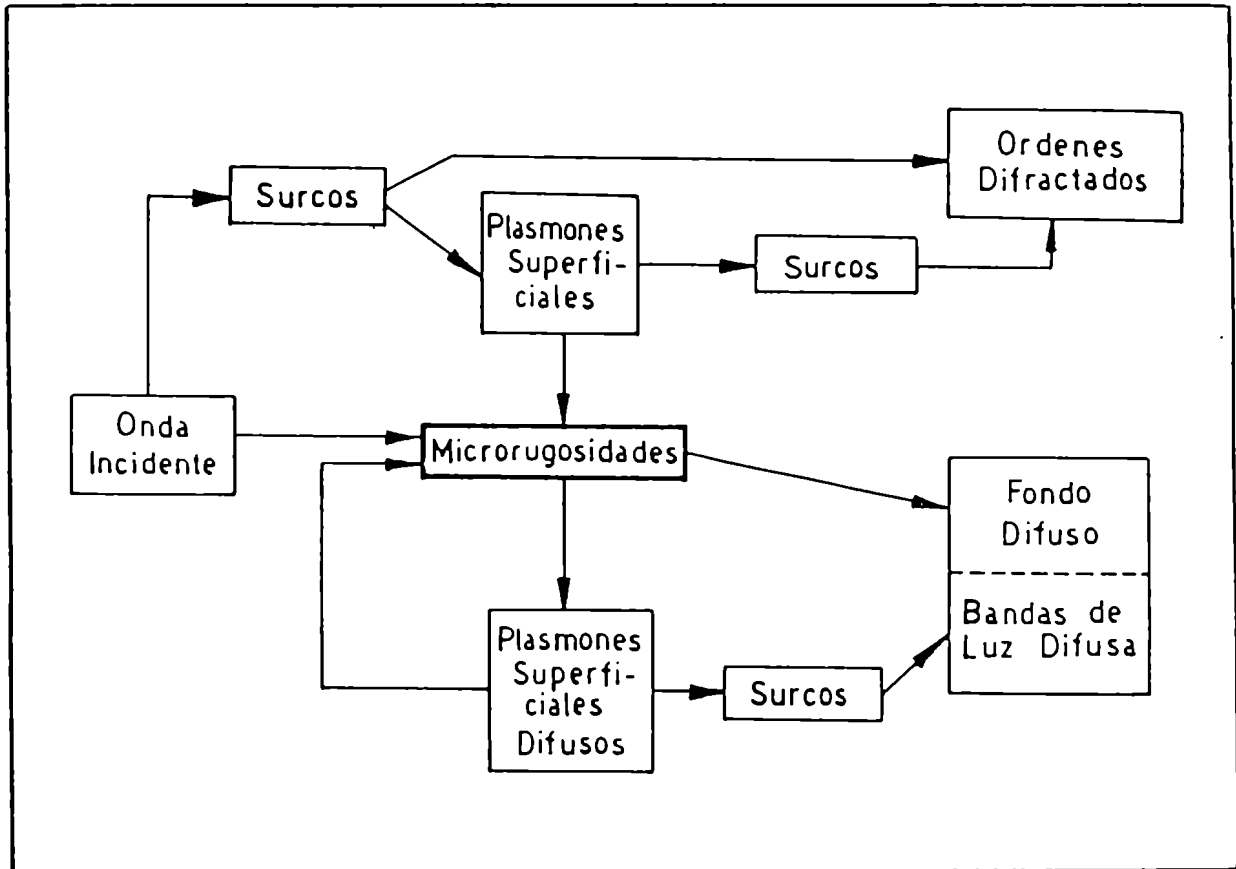 Ordenes
Difractados
Surcos
Plasmones
Superfi-
ciales
Surcos
Onda
Incidente
Microrugosidades
Fondo
Difuso
Bandas de
Luz Difusa
Plasmones
Superfi-
ciales
Difusos
Surcos